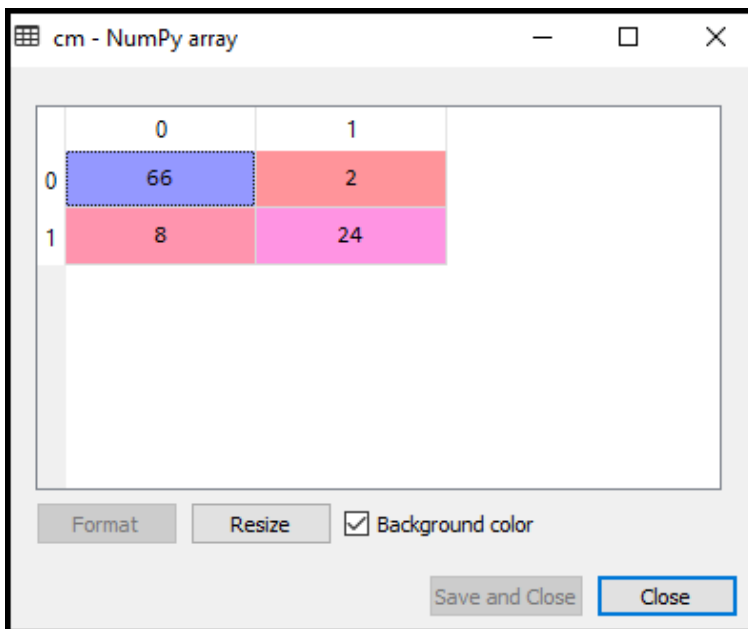 cm - NumPy array
0 1
0 66 2
1 8 24
Format Resize Background color
Save and Close Close